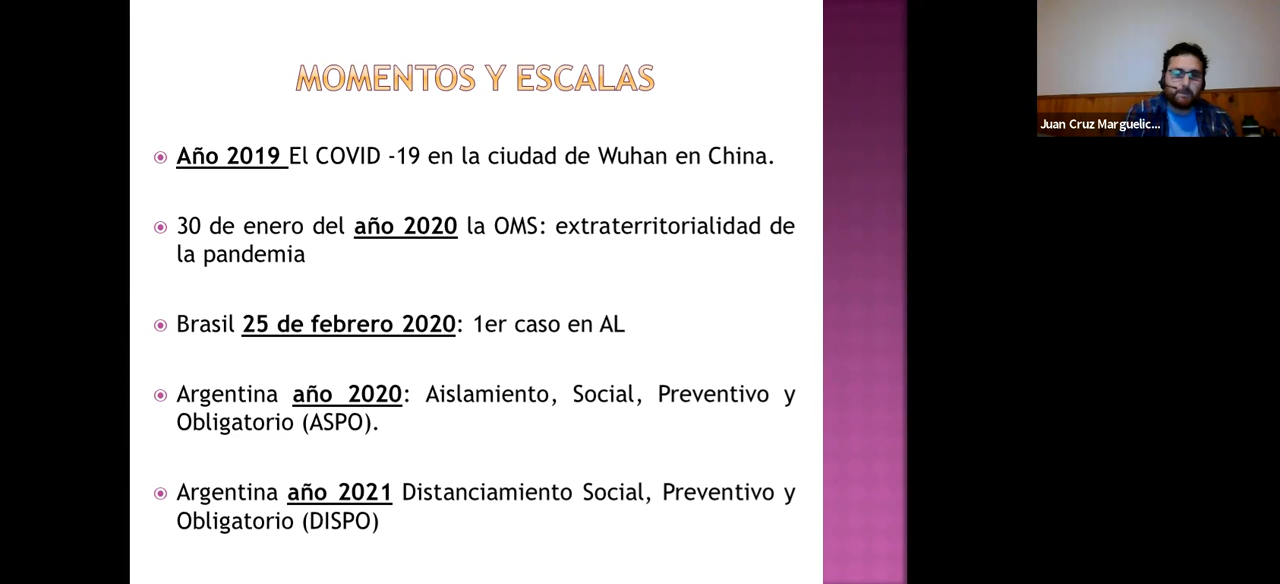 MOMENTOS Y ESCALAS
Año 2019 El COVID -19 en la ciudad de Wuhan en China.
30 de enero del año 2020 la OMS: extraterritorialidad de
la pandemia
Brasil 25 de febrero 2020: 1er caso en AL
Argentina año 2020: Aislamiento, Social, Preventivo y
Obligatorio (ASPO).
Argentina año 2021 Distanciamiento Social, Preventivo y
Obligatorio (DISPO)
Juan Cruz Marguelic...